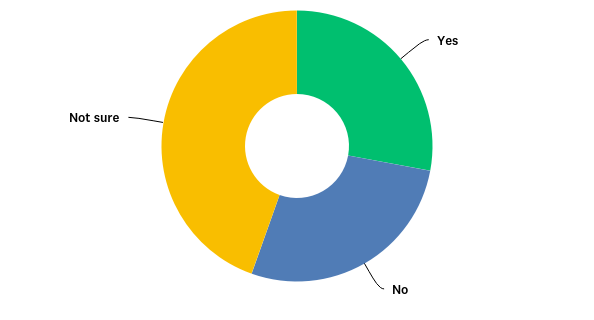 Yes
Not sure
No